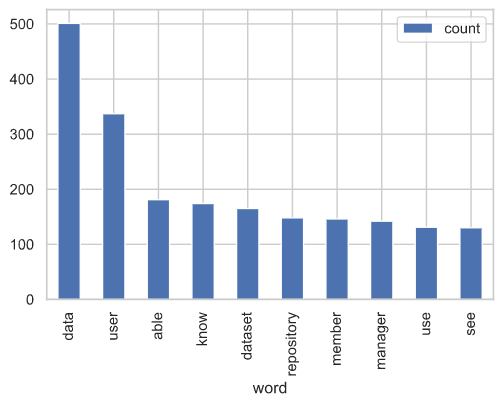 count
500
400
300
200
100
0
data
user
able
know
dataset
repository
member
manager
use
see
word